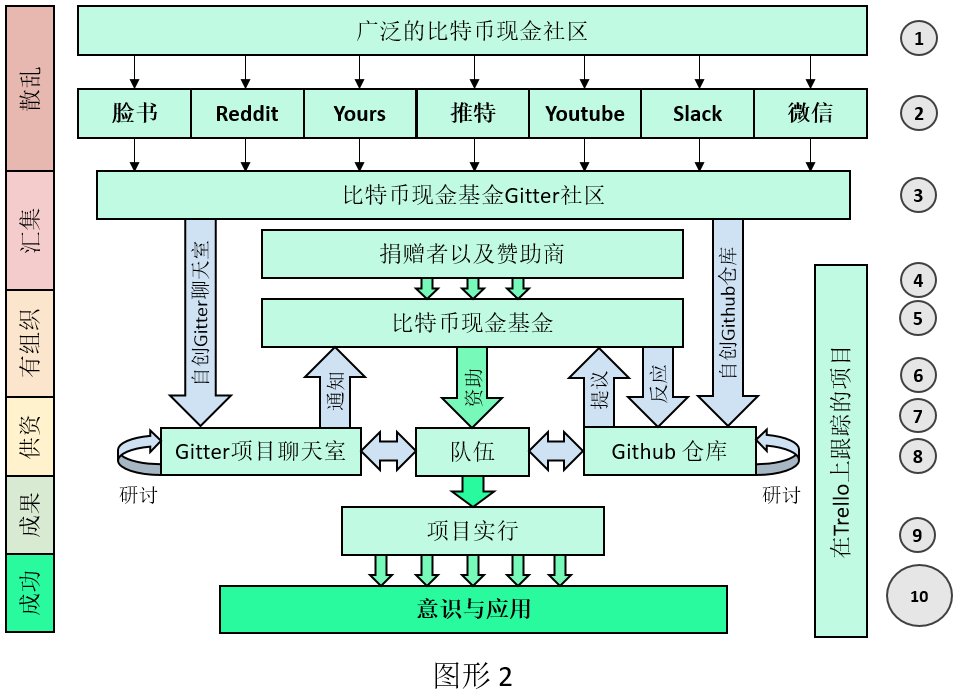 散乱
汇集
有组织
供资
成果
成功
广泛的比特币现金社区
1
脸书
Reddit
Yours
推特
Youtube
Slack
微信
2
比特币现金基金Gitter社区
3
自创Gitter聊天室
捐赠者以及赞助商
自创Github仓库
4
比特币现金基金
5
通知
资助
提议
反应
6
7
Gitter项目聊天室
队伍
Github 仓库
8
研讨
研讨
项目实行
9
意识与应用
10
在Trello上跟踪的项目
图形 2